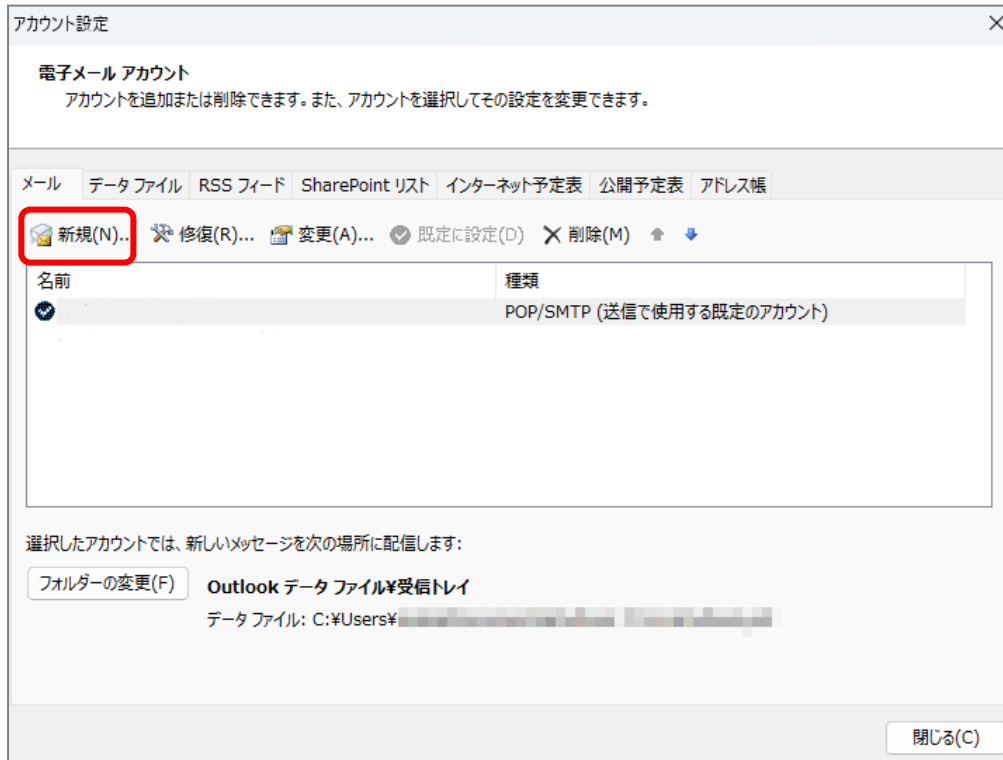 アカウント設定
電子メール アカウント
アカウントを追加または削除できます。また、アカウントを選択してその設定を変更できます。
メール データ ファイル RSS フィード SharePoint リスト インターネット予定表 公開予定表 アドレス帳
新規(N)... 修復(R)... 変更(A)... 既定に設定(D) 削除(M)
名前 種類
POP/SMTP (送信で使用する既定のアカウント)
選択したアカウントでは、新しいメッセージを次の場所に配信します:
フォルダーの変更(F) Outlook データ ファイル¥受信トレイ
データ ファイル: C:¥Users¥
閉じる(C)